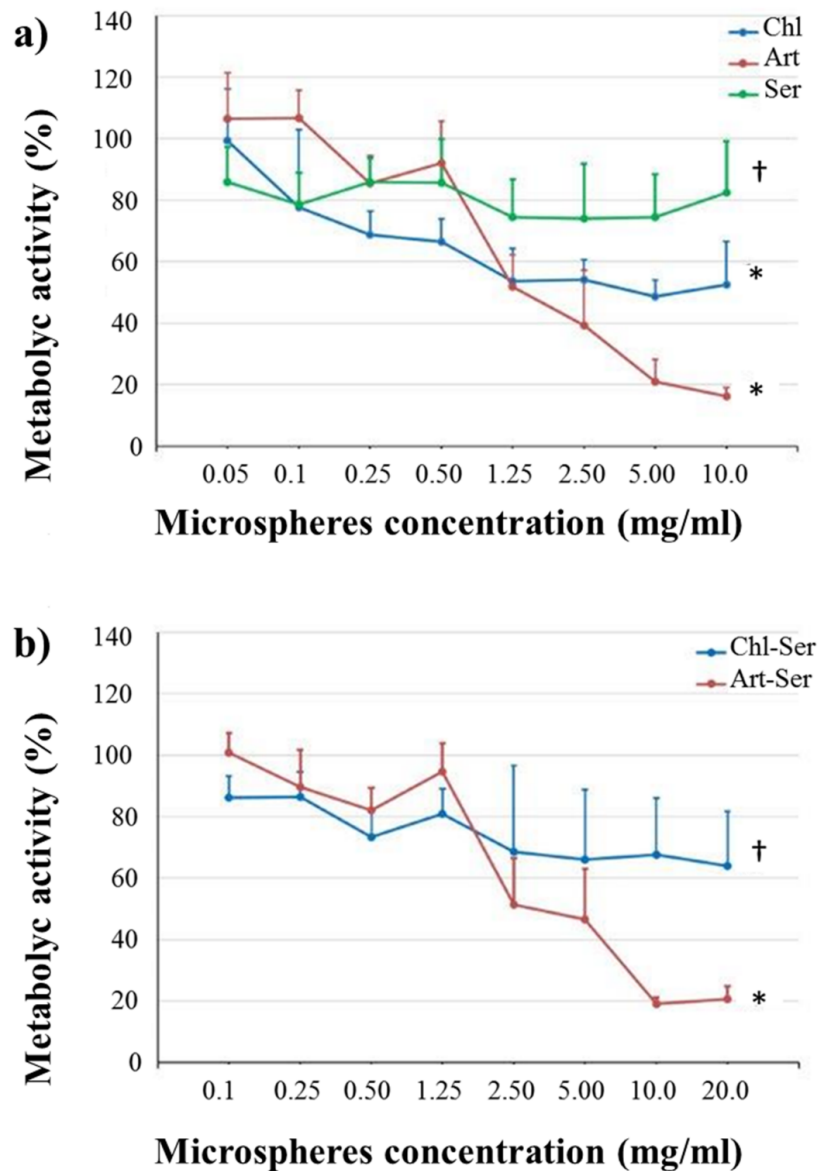 a)
Metabolyc activity (%)
140
120
100
80
60
40
20
0
Chl
Art
Ser
†
*
*
0.05 0.1 0.25 0.50 1.25 2.50 5.00 10.0
Microspheres concentration (mg/ml)
b)
Metabolyc activity (%)
140
120
100
80
60
40
20
0
Chl-Ser
Art-Ser
†
*
0.1 0.25 0.50 1.25 2.50 5.00 10.0 20.0
Microspheres concentration (mg/ml)